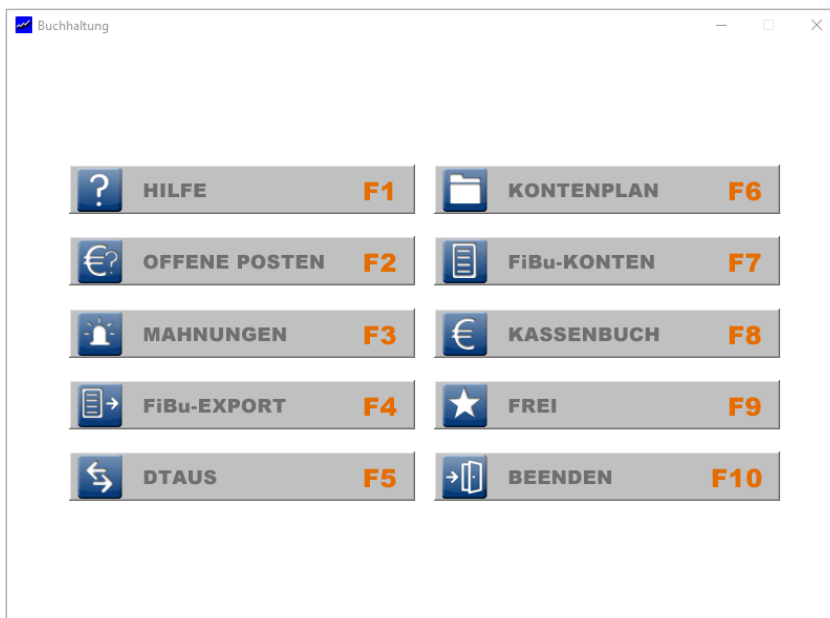 Buchhaltung
HILFE F1
OFFENE POSTEN F2
MAHNUNGEN F3
FiBu-EXPORT F4
DTAUS F5
KONTENPLAN F6
FiBu-KONTEN F7
KASSENBUCH F8
FREI F9
BEENDEN F10